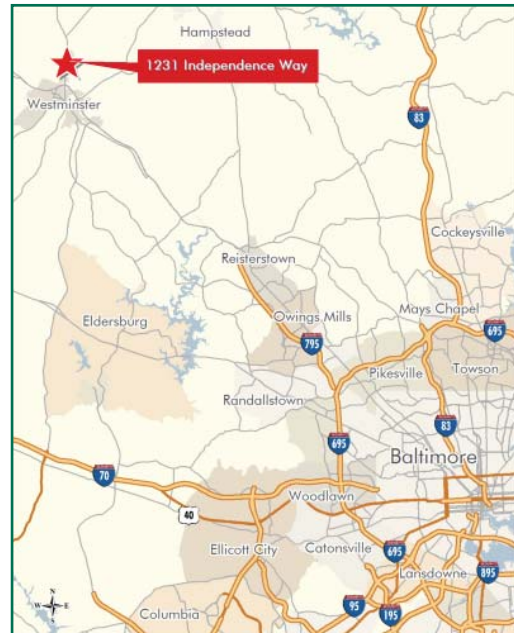 Hampstead
1231 Independence Way
Westminster
83
Cockeysville
Reisterstown
Mays Chapel
Owings Mills
Eldersburg
795
695
Pikesville
Towson
Randallstown
83
695
Baltimore
70
Woodlawn
40
Ellicott City
Catonsville
695
Lansdowne
895
N
W E
S
Columbia
95
195